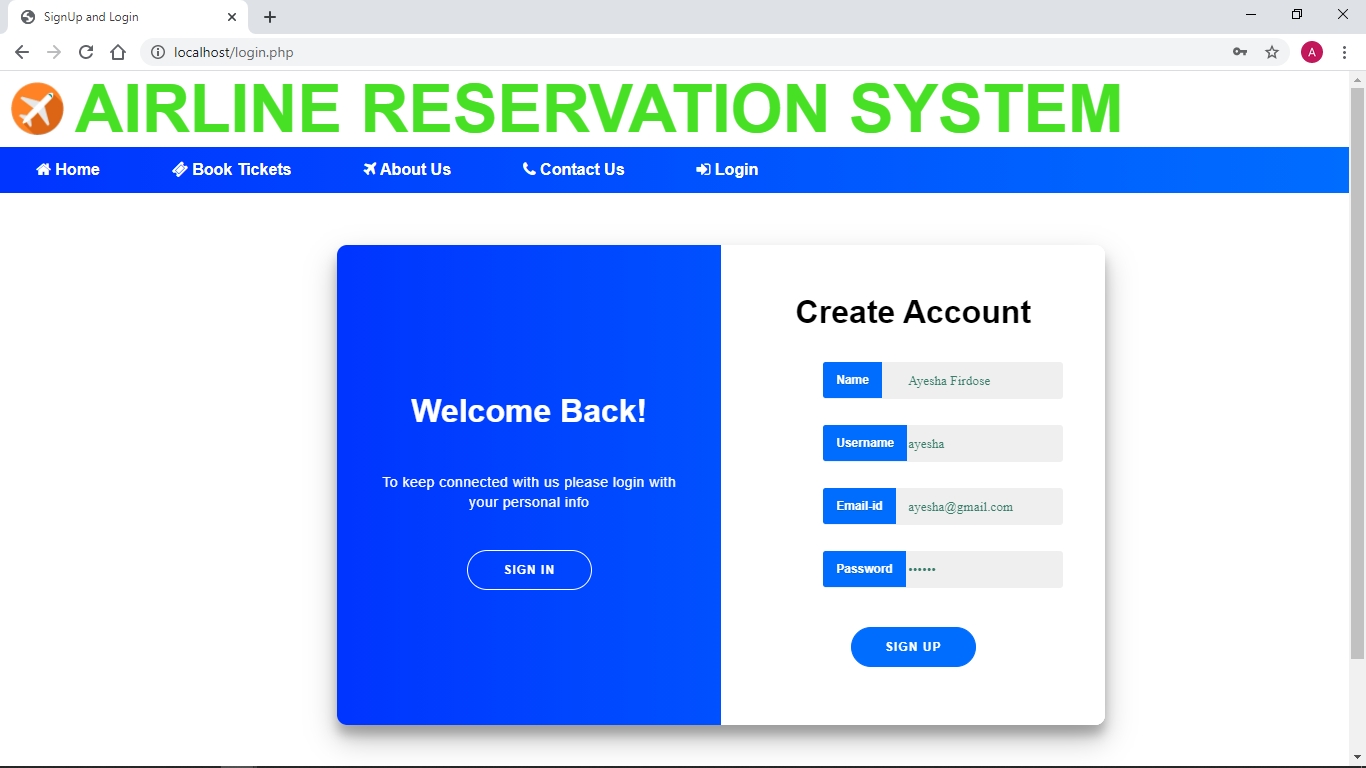 SignUp and Login
localhost/login.php
A
AIRLINE RESERVATION SYSTEM
Home Book Tickets About Us Contact Us Login
Welcome Back!
To keep connected with us please login with
your personal info
SIGN IN
Create Account
Name Ayesha Firdose
Username ayesha
Email-id ayesha@gmail.com
Password ••••••
SIGN UP